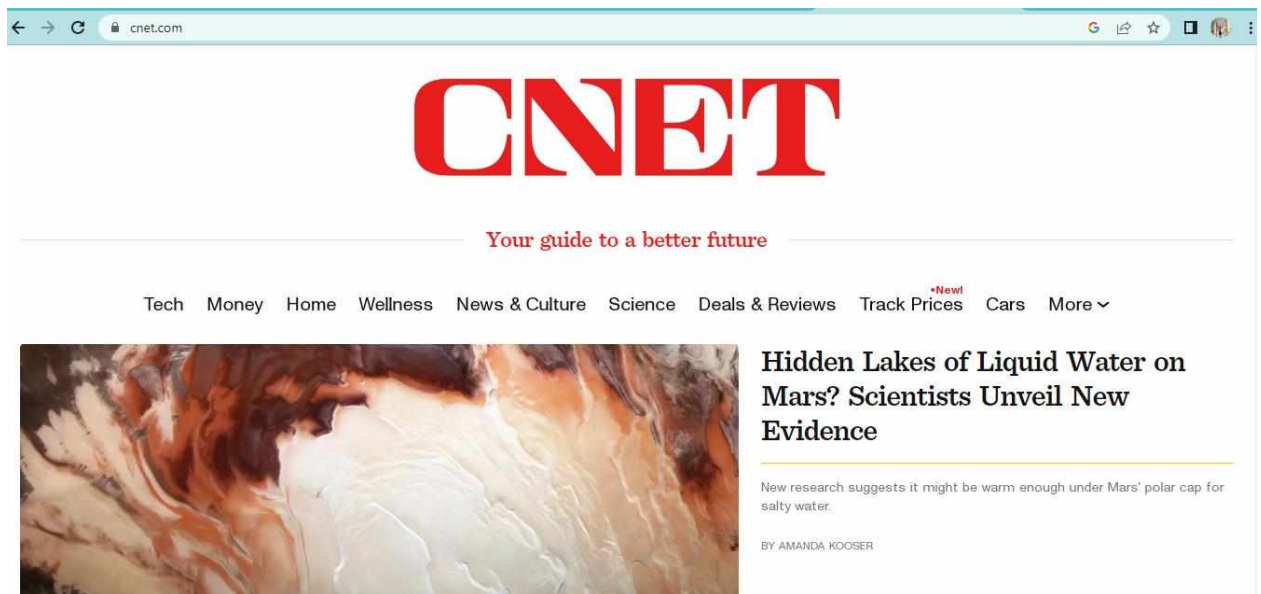 cnet.com
CNET
Your guide to a better future
•New!
Tech Money Home Wellness News & Culture Science Deals & Reviews Track Prices Cars More
Hidden Lakes of Liquid Water on
Mars? Scientists Unveil New
Evidence
New research suggests it might be warm enough under Mars' polar cap for
salty water.
BY AMANDA KOOSER